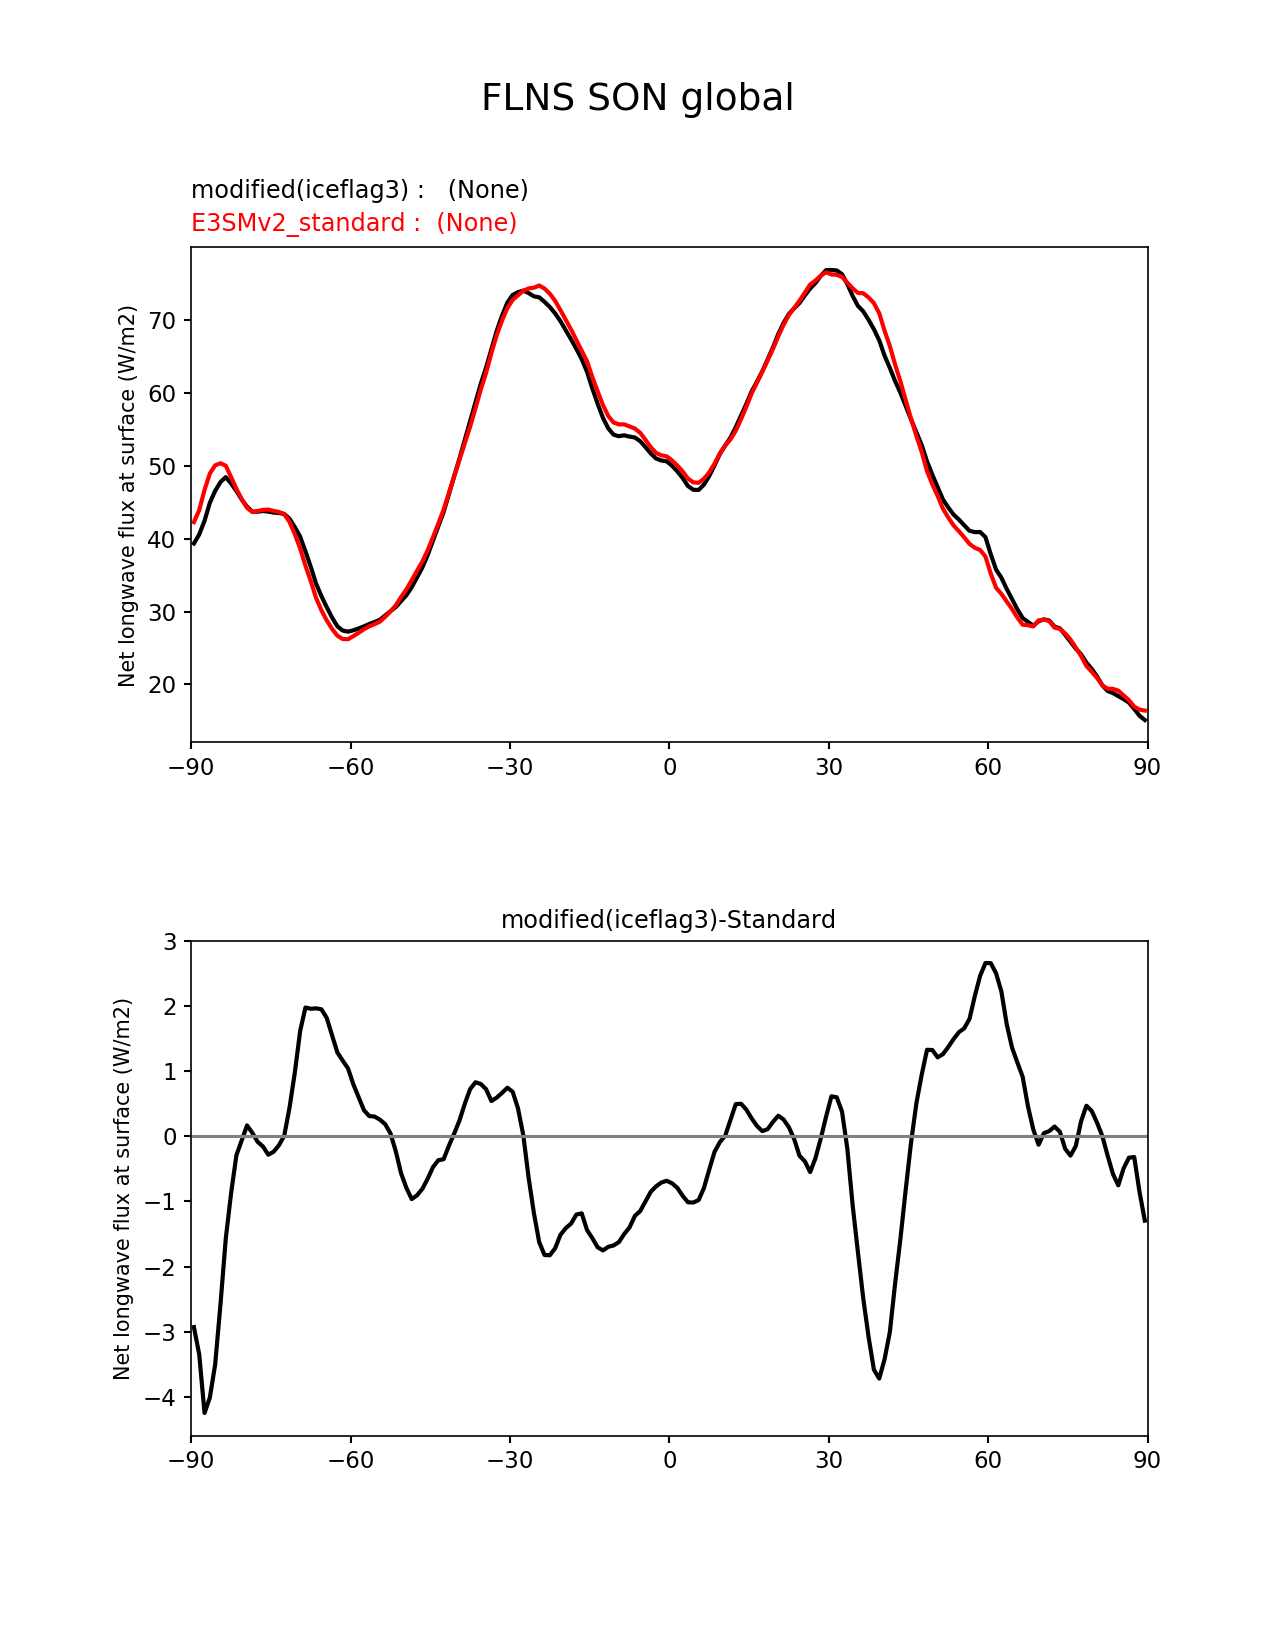 FLNS SON global
modified(iceflag3) :   (None)
E3SMv2_standard :  (None)
Net longwave flux at surface (W/m2)
70
60
50
40
30
20
−90 −60 −30 0 30 60 90
modified(iceflag3)-Standard
Net longwave flux at surface (W/m2)
3
2
1
0
−1
−2
−3
−4
−90 −60 −30 0 30 60 90